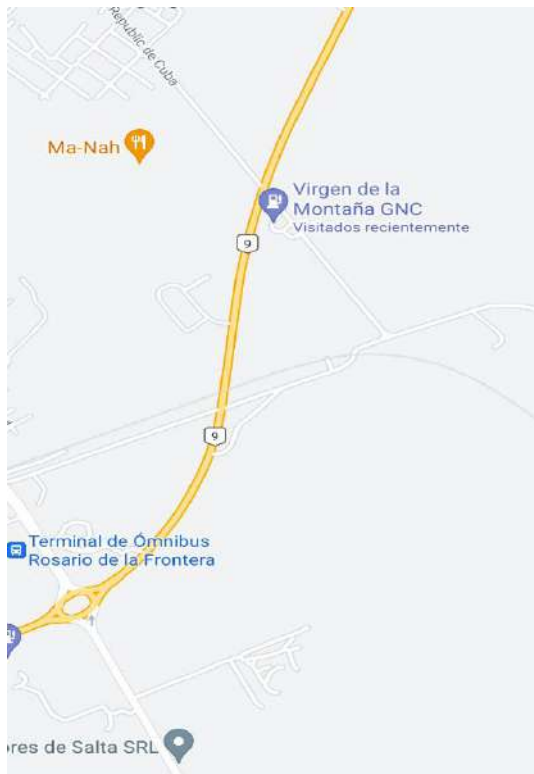 Republic de Cuba
Ma-Nah
Virgen de la
Montaña GNC
Visitados recientemente
9
9
Terminal de Ómnibus
Rosario de la Frontera
ores de Salta SRL